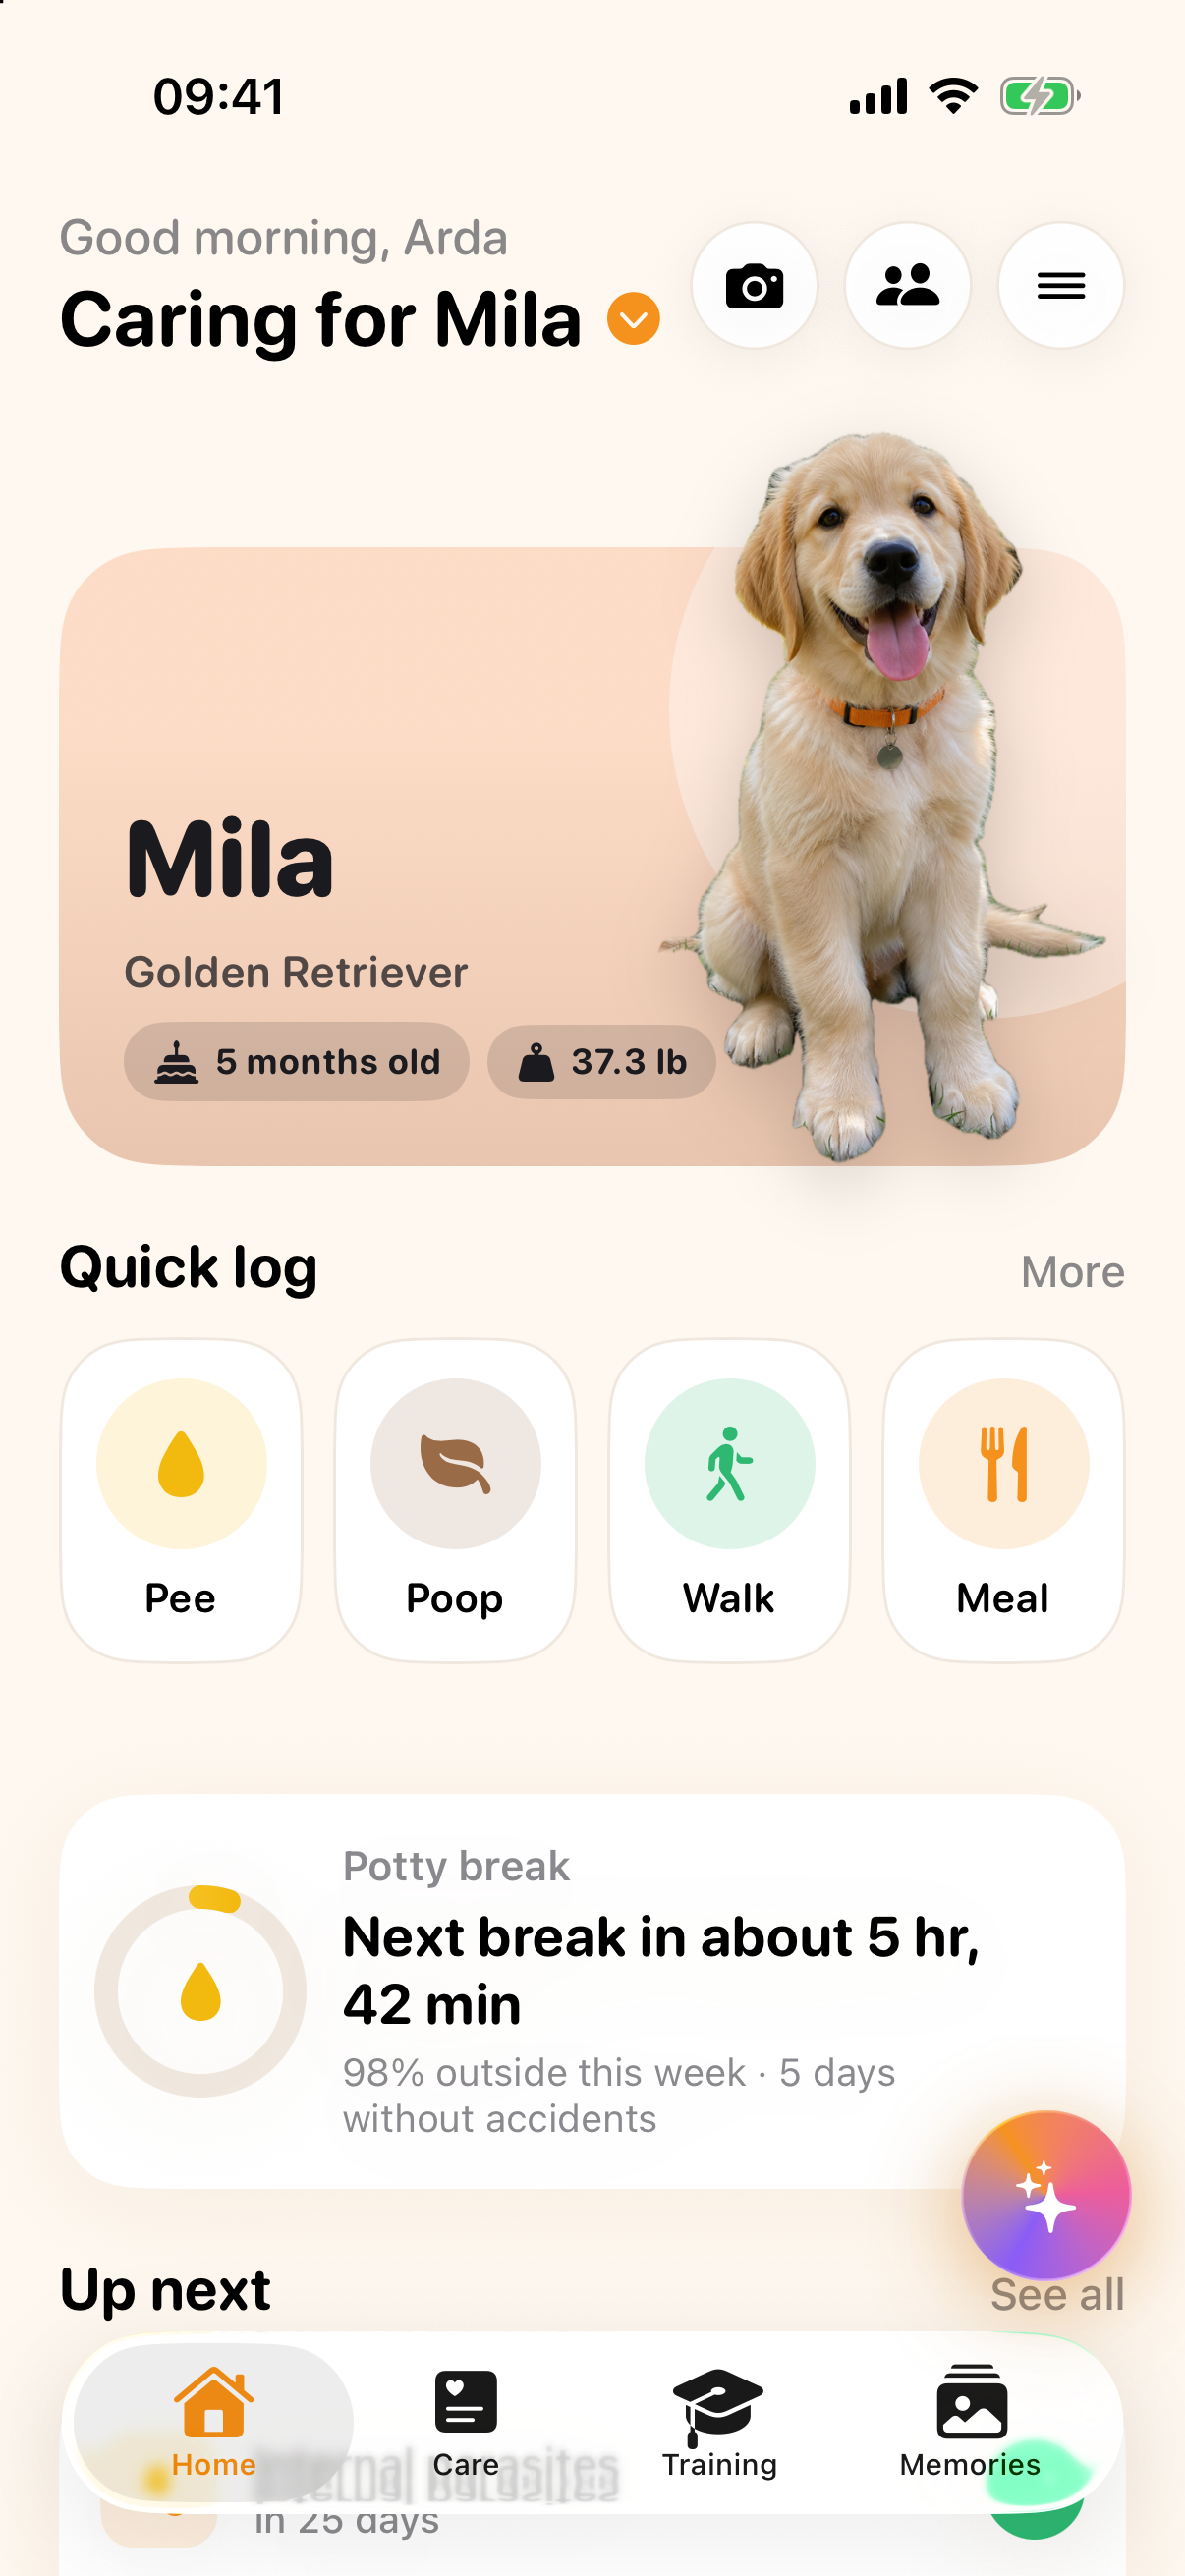 09:41
Good morning, Arda
Caring for Mila
Mila
Golden Retriever
5 months old
37.3 lb
Quick log
More
Pee
Poop
Walk
Meal
Potty break
Next break in about 5 hr,
42 min
98% outside this week · 5 days
without accidents
Up next
See all
Internal parasites
in 25 days
Home
Care
Training
Memories